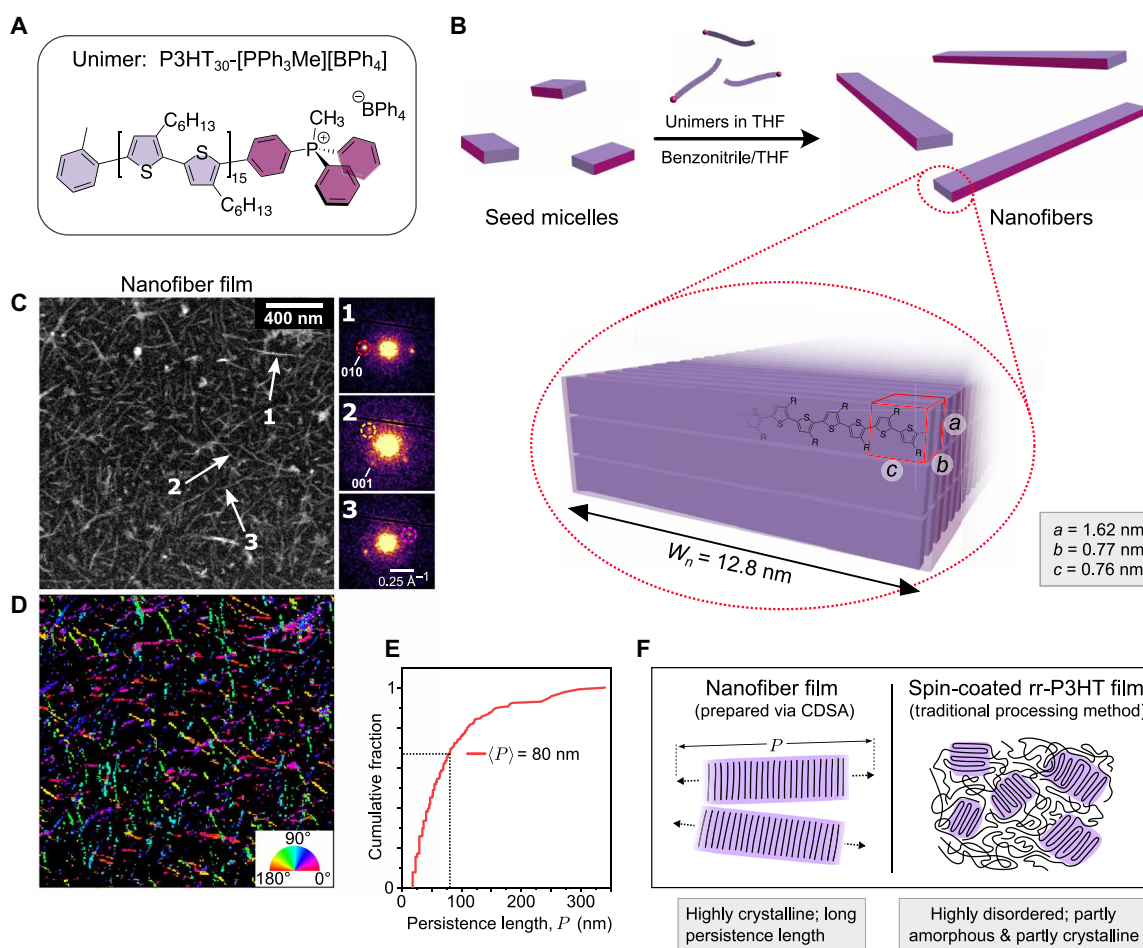 A
Unimer: P3HT₃₀-[PPh₃Me][BPh₄]
C₆H₁₃
S
S
15
C₆H₁₃
CH3
P
⊕
⊖
BPh₄
B
Unimers in THF
Benzonitrile/THF
Seed micelles
Nanofibers
R
R
R
R
R
R
S
S
S
S
S
S
S
a
b
c
Wₙ = 12.8 nm
a = 1.62 nm
b = 0.77 nm
c = 0.76 nm
C
Nanofiber film
400 nm
1
2
3
1
010
2
001
3
0.25 Å⁻¹
D
90°
180°
0°
E
Cumulative fraction
1
0
⟨P⟩ = 80 nm
0
100
200
300
Persistence length, P (nm)
F
Nanofiber film
(prepared via CDSA)
P
Highly crystalline; long
persistence length
Spin-coated rr-P3HT film
(traditional processing method)
Highly disordered; partly
amorphous & partly crystalline